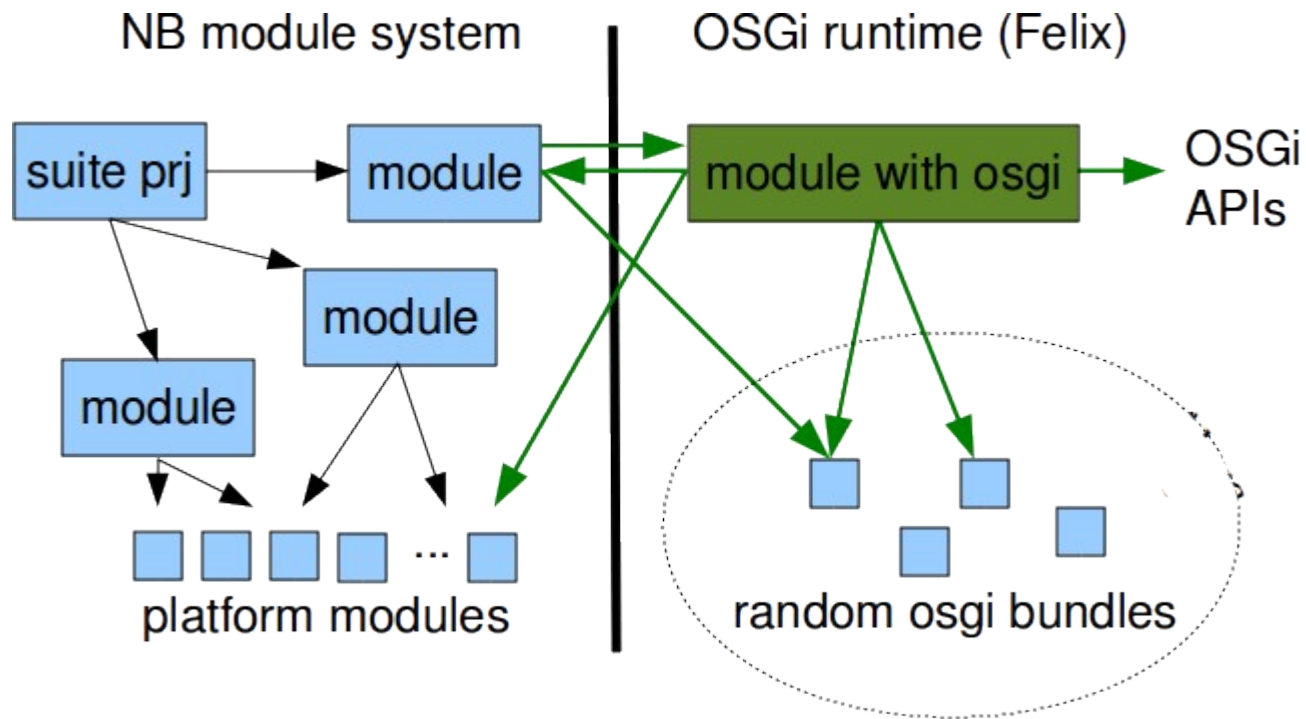 NB module system
OSGi runtime (Felix)
suite prj
module
module with osgi
OSGi
APIs
module
module
...
platform modules
random osgi bundles